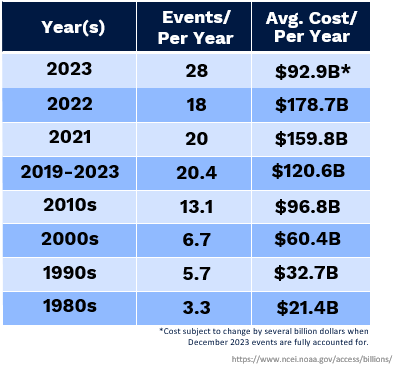 Year(s) Events/ Per Year Avg. Cost/ Per Year
2023 28 $92.9B*
2022 18 $178.7B
2021 20 $159.8B
2019-2023 20.4 $120.6B
2010s 13.1 $96.8B
2000s 6.7 $60.4B
1990s 5.7 $32.7B
1980s 3.3 $21.4B
*Cost subject to change by several billion dollars when
December 2023 events are fully accounted for.
https://www.ncei.noaa.gov/access/billions/